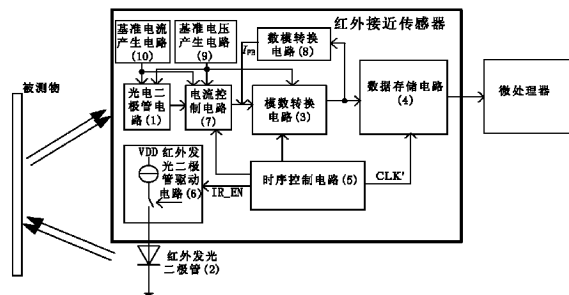 红外接近传感器
基准电流
产生电路
(10)
基准电压
产生电路
(9)
数模转换
电路(8)
I_FB
被测物
光电二
极管电
路(1)
电流控
制电路
(7)
模数转换
电路(3)
数据存储电路
(4)
微处理器
VDD
红外发
光二极
管驱动
电路(6)
IR_EN
时序控制电路(5)
CLK'
红外发光
二极管(2)